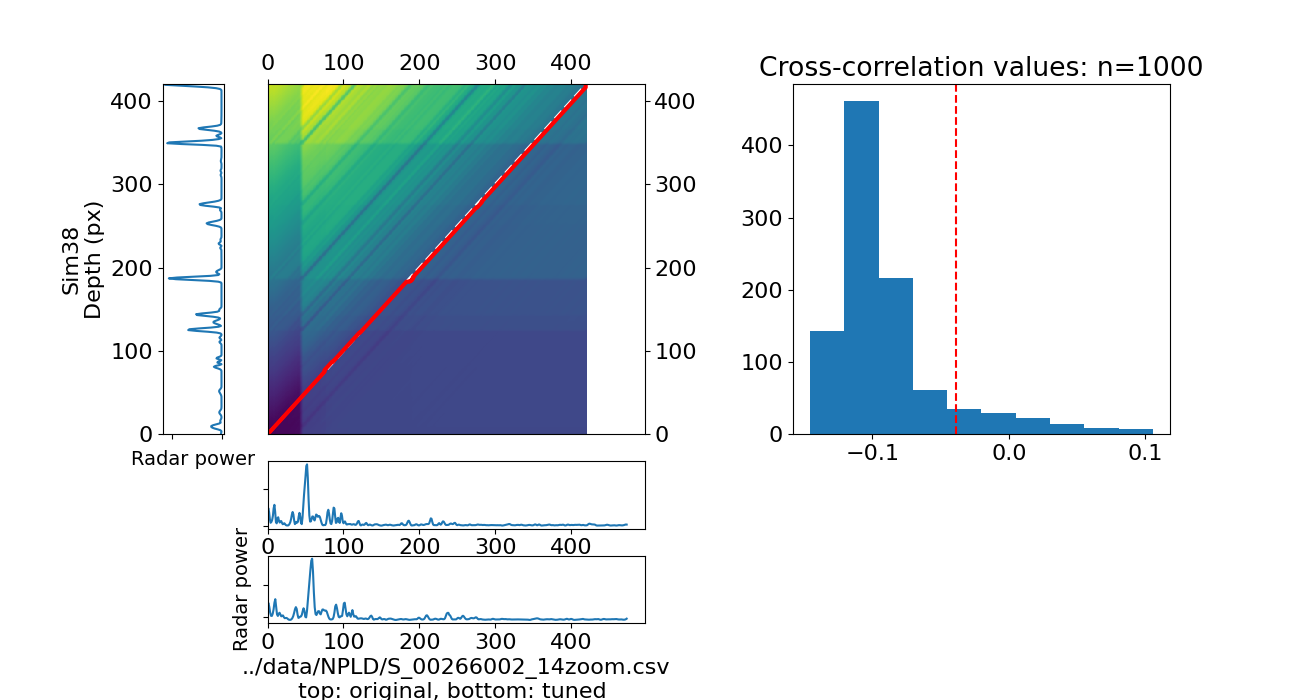 0 100 200 300 400
Cross-correlation values: n=1000
400
300
200
100
0
Sim38
Depth (px)
Radar power
400
300
200
100
0
400
300
200
100
0
−0.1 0.0 0.1
0 100 200 300 400
Radar power
0 100 200 300 400
../data/NPLD/S_00266002_14zoom.csv
top: original, bottom: tuned